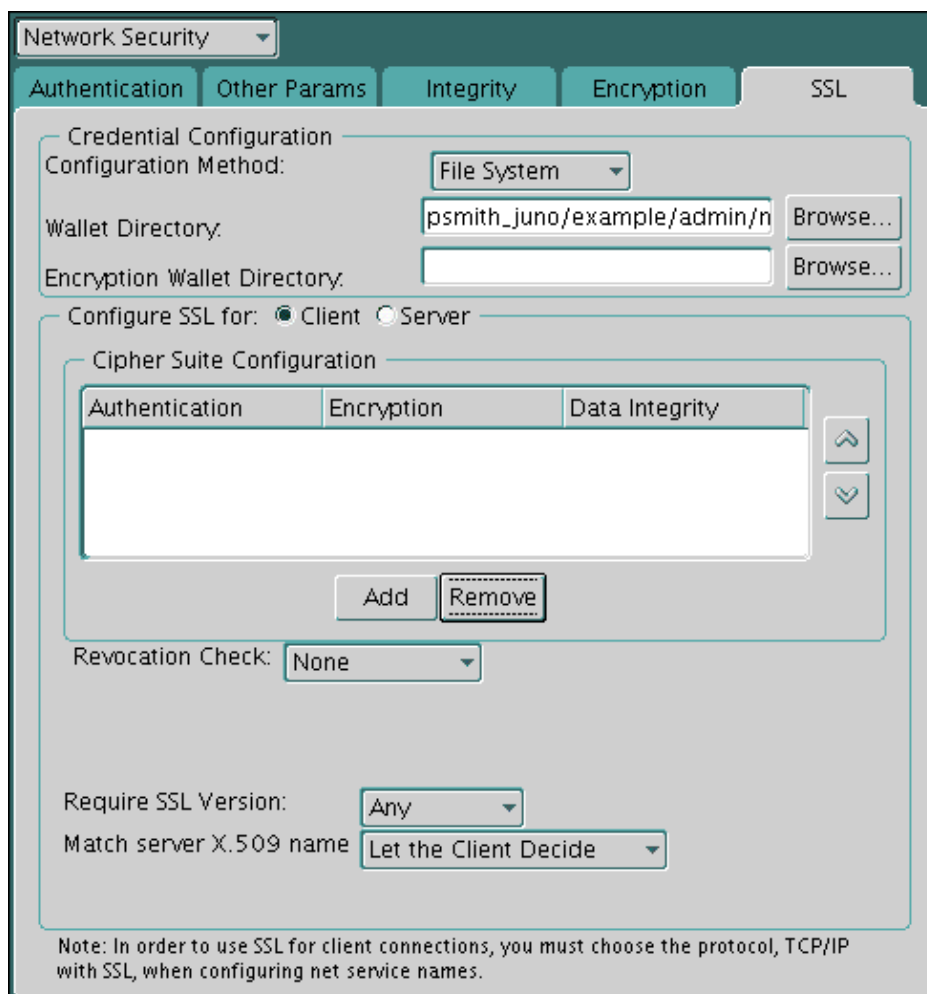 Network Security
Authentication Other Params Integrity Encryption SSL
Credential Configuration
Configuration Method: File System
Wallet Directory: psmith_juno/example/admin/n Browse...
Encryption Wallet Directory: Browse...
Configure SSL for: Client Server
Cipher Suite Configuration
Authentication Encryption Data Integrity
Add Remove
Revocation Check: None
Require SSL Version: Any
Match server X.509 name Let the Client Decide
Note: In order to use SSL for client connections, you must choose the protocol, TCP/IP
with SSL, when configuring net service names.